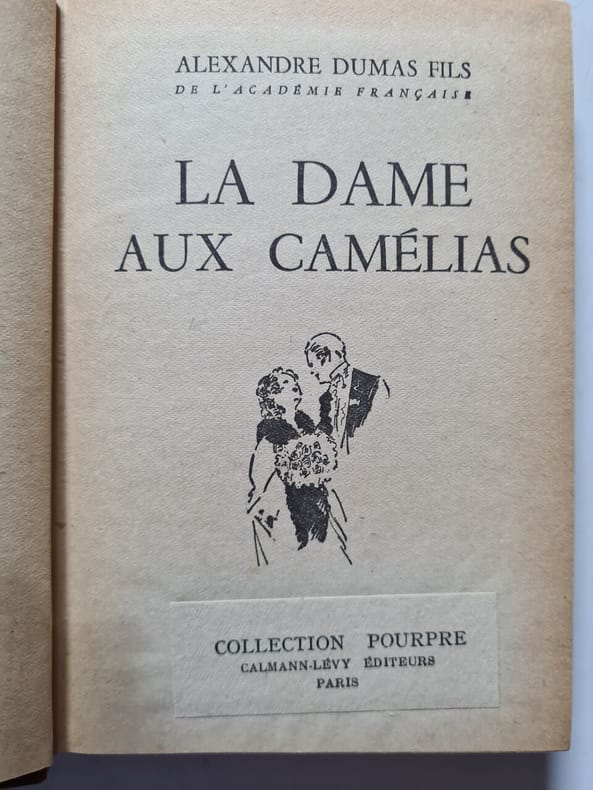 ALEXANDRE DUMAS FILS
DE L'ACADÉMIE FRANÇAISE
LA DAME
AUX CAMÉLIAS
COLLECTION POURPRE
CALMANN-LÉVY ÉDITEURS
PARIS